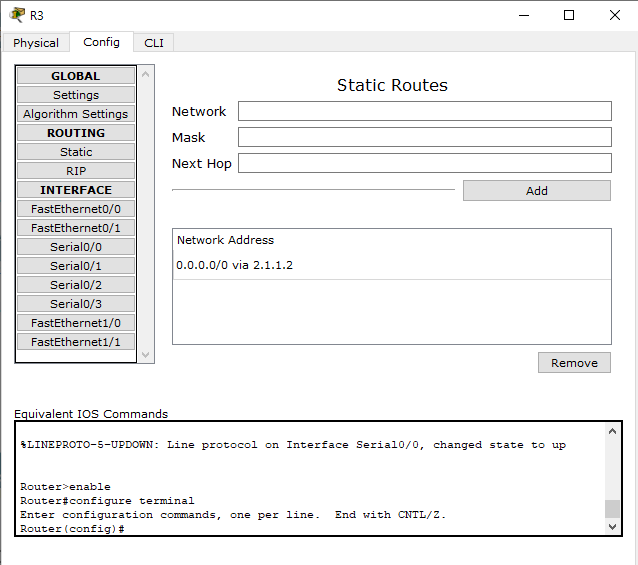 R3
Physical
Config
CLI
GLOBAL
Settings
Algorithm Settings
ROUTING
Static
RIP
INTERFACE
FastEthernet0/0
FastEthernet0/1
Serial0/0
Serial0/1
Serial0/2
Serial0/3
FastEthernet1/0
FastEthernet1/1
Static Routes
Network
Mask
Next Hop
Add
Network Address
0.0.0.0/0 via 2.1.1.2
Remove
Equivalent IOS Commands
%LINEPROTO-5-UPDOWN: Line protocol on Interface Serial0/0, changed state to up
Router>enable
Router#configure terminal
Enter configuration commands, one per line.  End with CNTL/Z.
Router(config)#